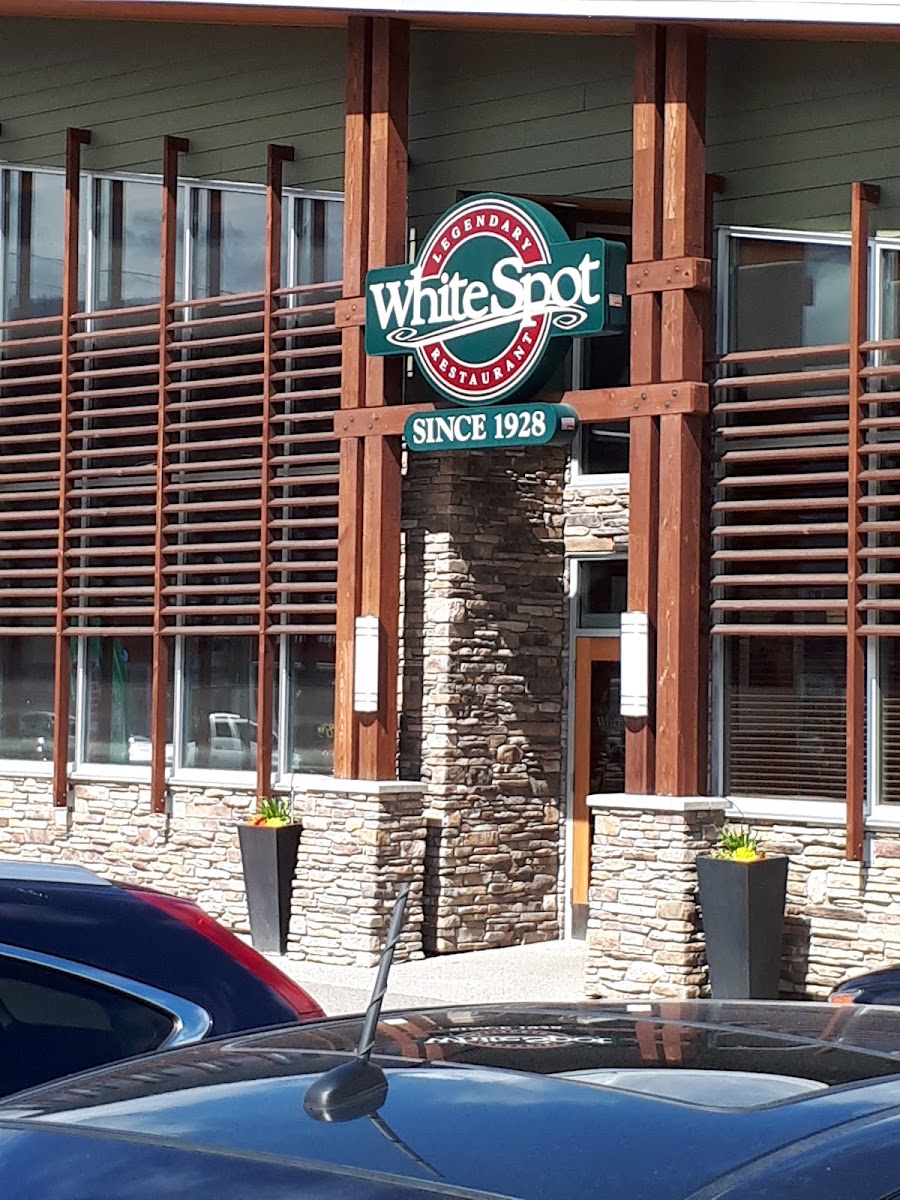 LEGENDARY
White Spot
RESTAURANT
SINCE 1928